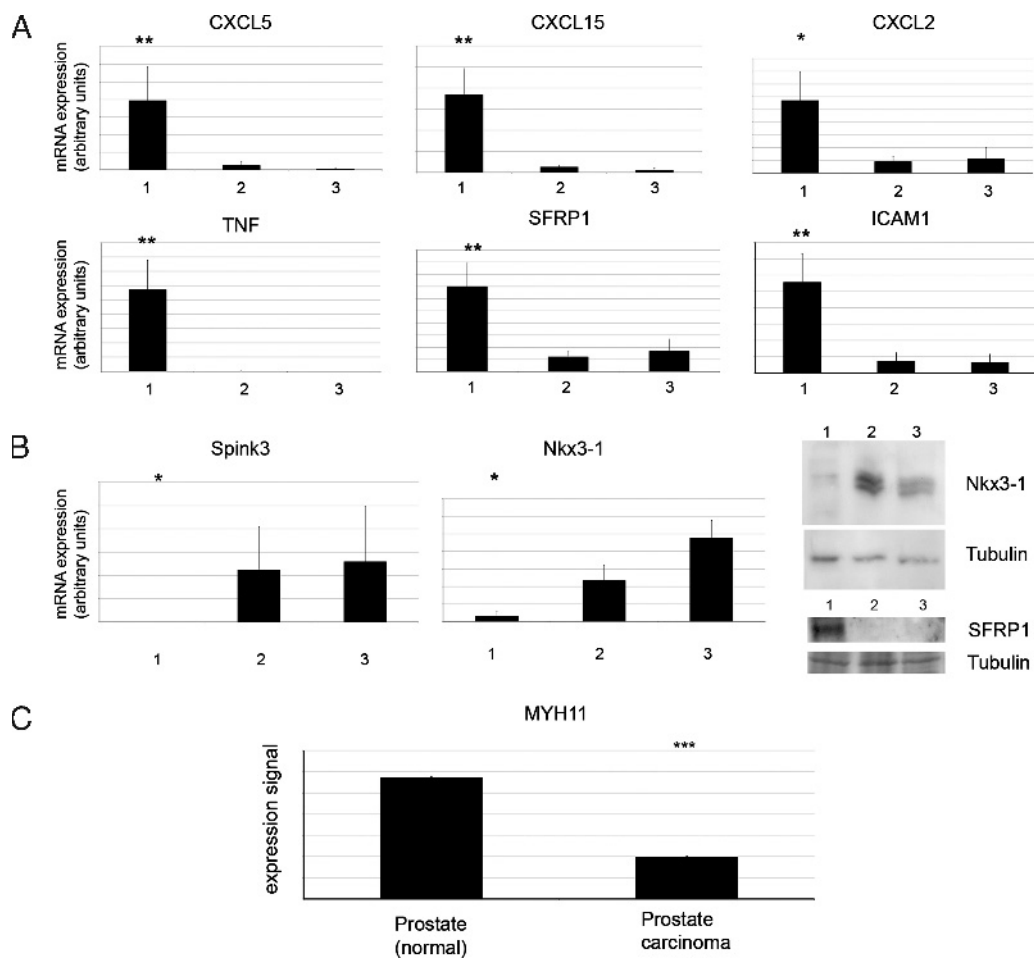 A
CXCL5
CXCL15
CXCL2
mRNA expression
(arbitrary units)
**
**
*
1 2 3
1 2 3
1 2 3
TNF
SFRP1
ICAM1
mRNA expression
(arbitrary units)
**
**
**
1 2 3
1 2 3
1 2 3
B
Spink3
Nkx3-1
mRNA expression
(arbitrary units)
*
*
1 2 3
1 2 3
1 2 3
Nkx3-1
Tubulin
1 2 3
SFRP1
Tubulin
C
MYH11
expression signal
***
Prostate
(normal)
Prostate
carcinoma